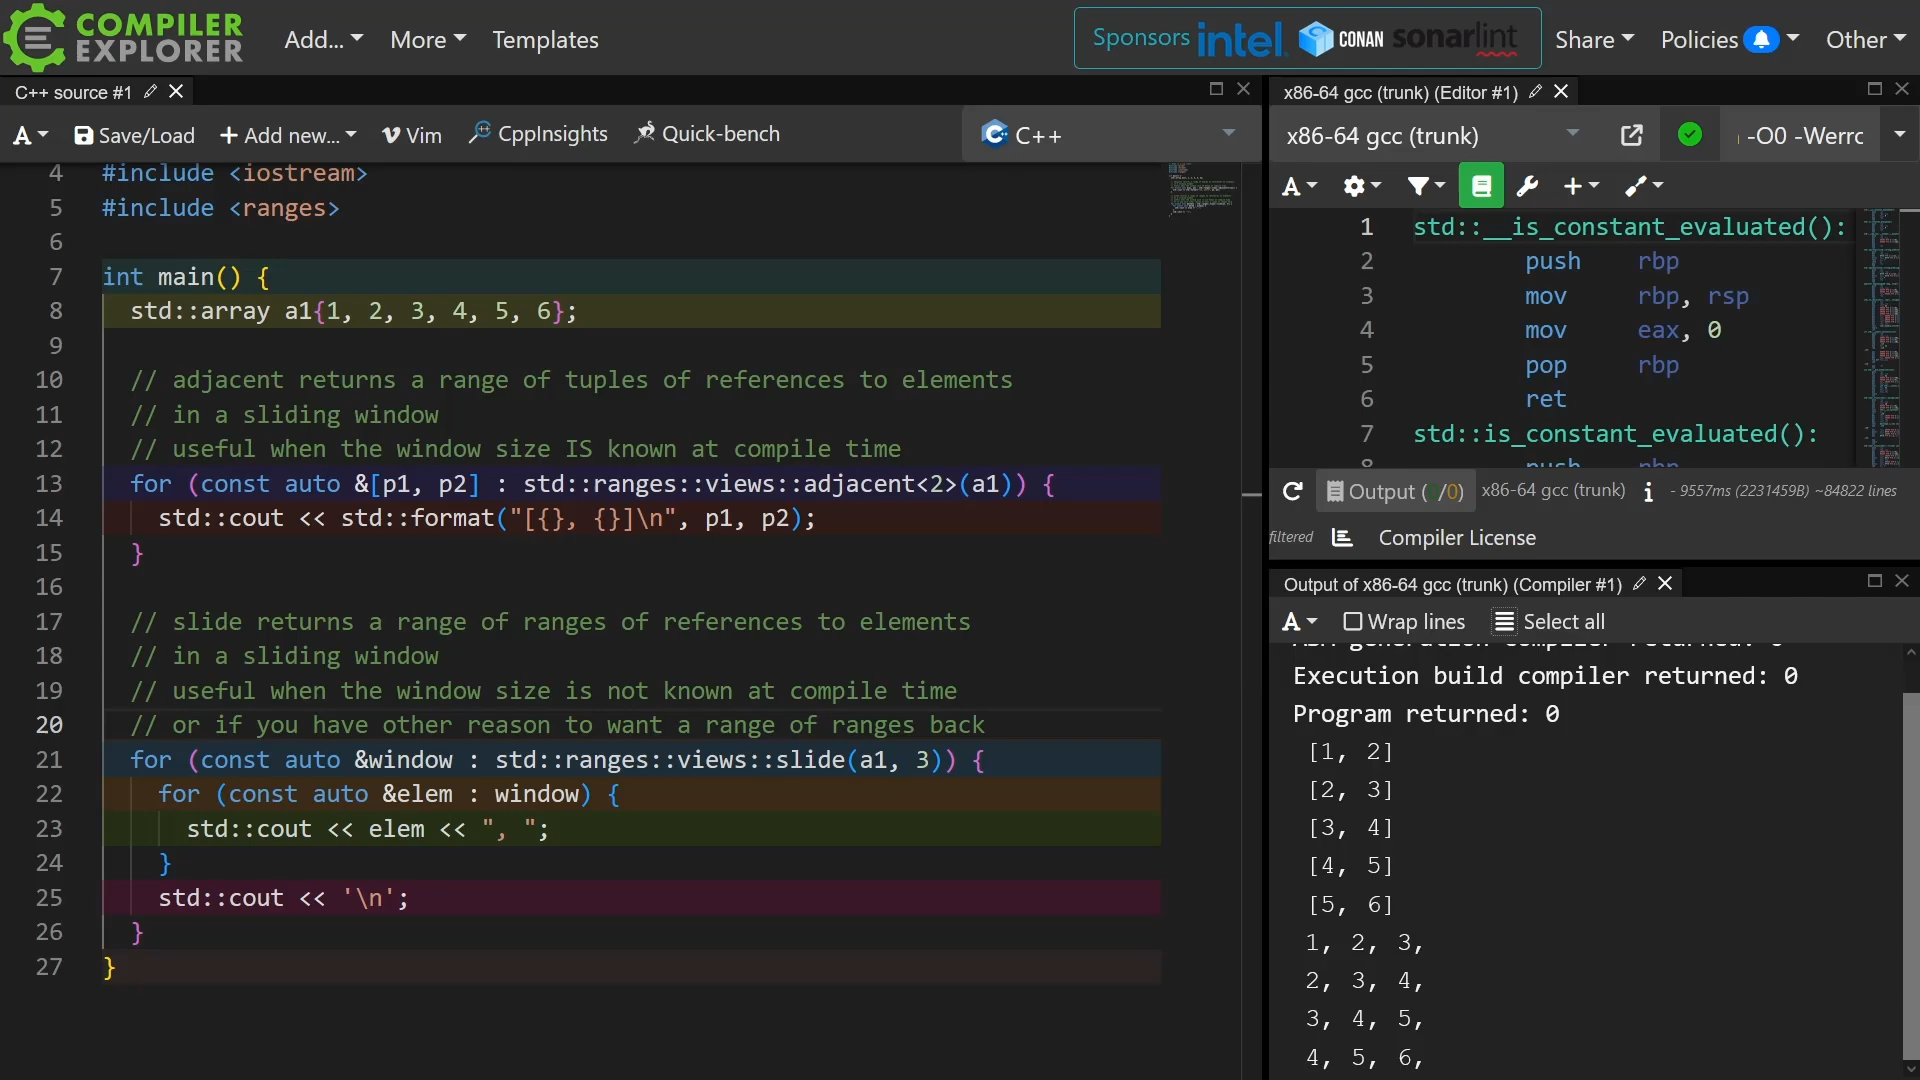 COMPILER EXPLORER Add... More Templates Sponsors intel CONAN sonarlint Share Policies Other
C++ source #1
A Save/Load + Add new... Vim CppInsights Quick-bench C++
4 #include <iostream>
5 #include <ranges>
6
7 int main() {
8 std::array a1{1, 2, 3, 4, 5, 6};
9
10 // adjacent returns a range of tuples of references to elements
11 // in a sliding window
12 // useful when the window size IS known at compile time
13 for (const auto &[p1, p2] : std::ranges::views::adjacent<2>(a1)) {
14 std::cout << std::format("[{}, {}]\n", p1, p2);
15 }
16
17 // slide returns a range of ranges of references to elements
18 // in a sliding window
19 // useful when the window size is not known at compile time
20 // or if you have other reason to want a range of ranges back
21 for (const auto &window : std::ranges::views::slide(a1, 3)) {
22 for (const auto &elem : window) {
23 std::cout << elem << ", ";
24 }
25 std::cout << '\n';
26 }
27 }
x86-64 gcc (trunk) (Editor #1)
x86-64 gcc (trunk) -O0 -Werrc
A
1 std::__is_constant_evaluated():
2 push rbp
3 mov rbp, rsp
4 mov eax, 0
5 pop rbp
6 ret
7 std::is_constant_evaluated():
8 push rbp
Output (0/0) x86-64 gcc (trunk) i - 9557ms (2231459B) ~84822 lines
filtered Compiler License
Output of x86-64 gcc (trunk) (Compiler #1)
A Wrap lines Select all
ASM generation compiler returned: 0
Execution build compiler returned: 0
Program returned: 0
[1, 2]
[2, 3]
[3, 4]
[4, 5]
[5, 6]
1, 2, 3,
2, 3, 4,
3, 4, 5,
4, 5, 6,